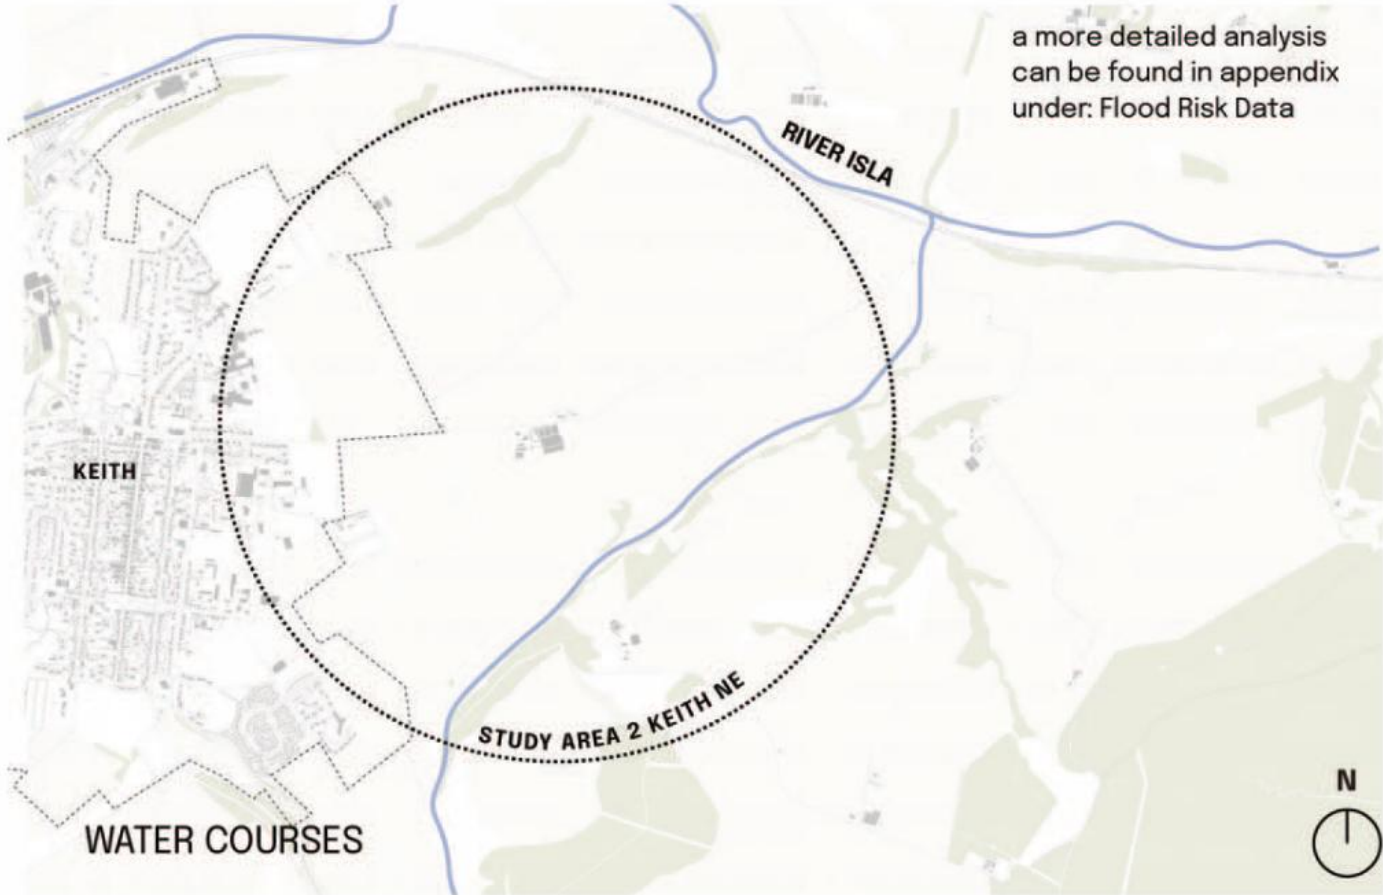 a more detailed analysis
can be found in appendix
under: Flood Risk Data
RIVER ISLA
KEITH
STUDY AREA 2 KEITH NE
N
WATER COURSES